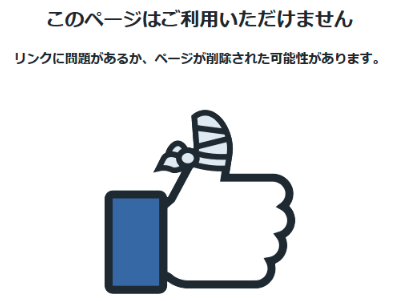 このページはご利用いただけません
リンクに問題があるか、ページが削除された可能性があります。